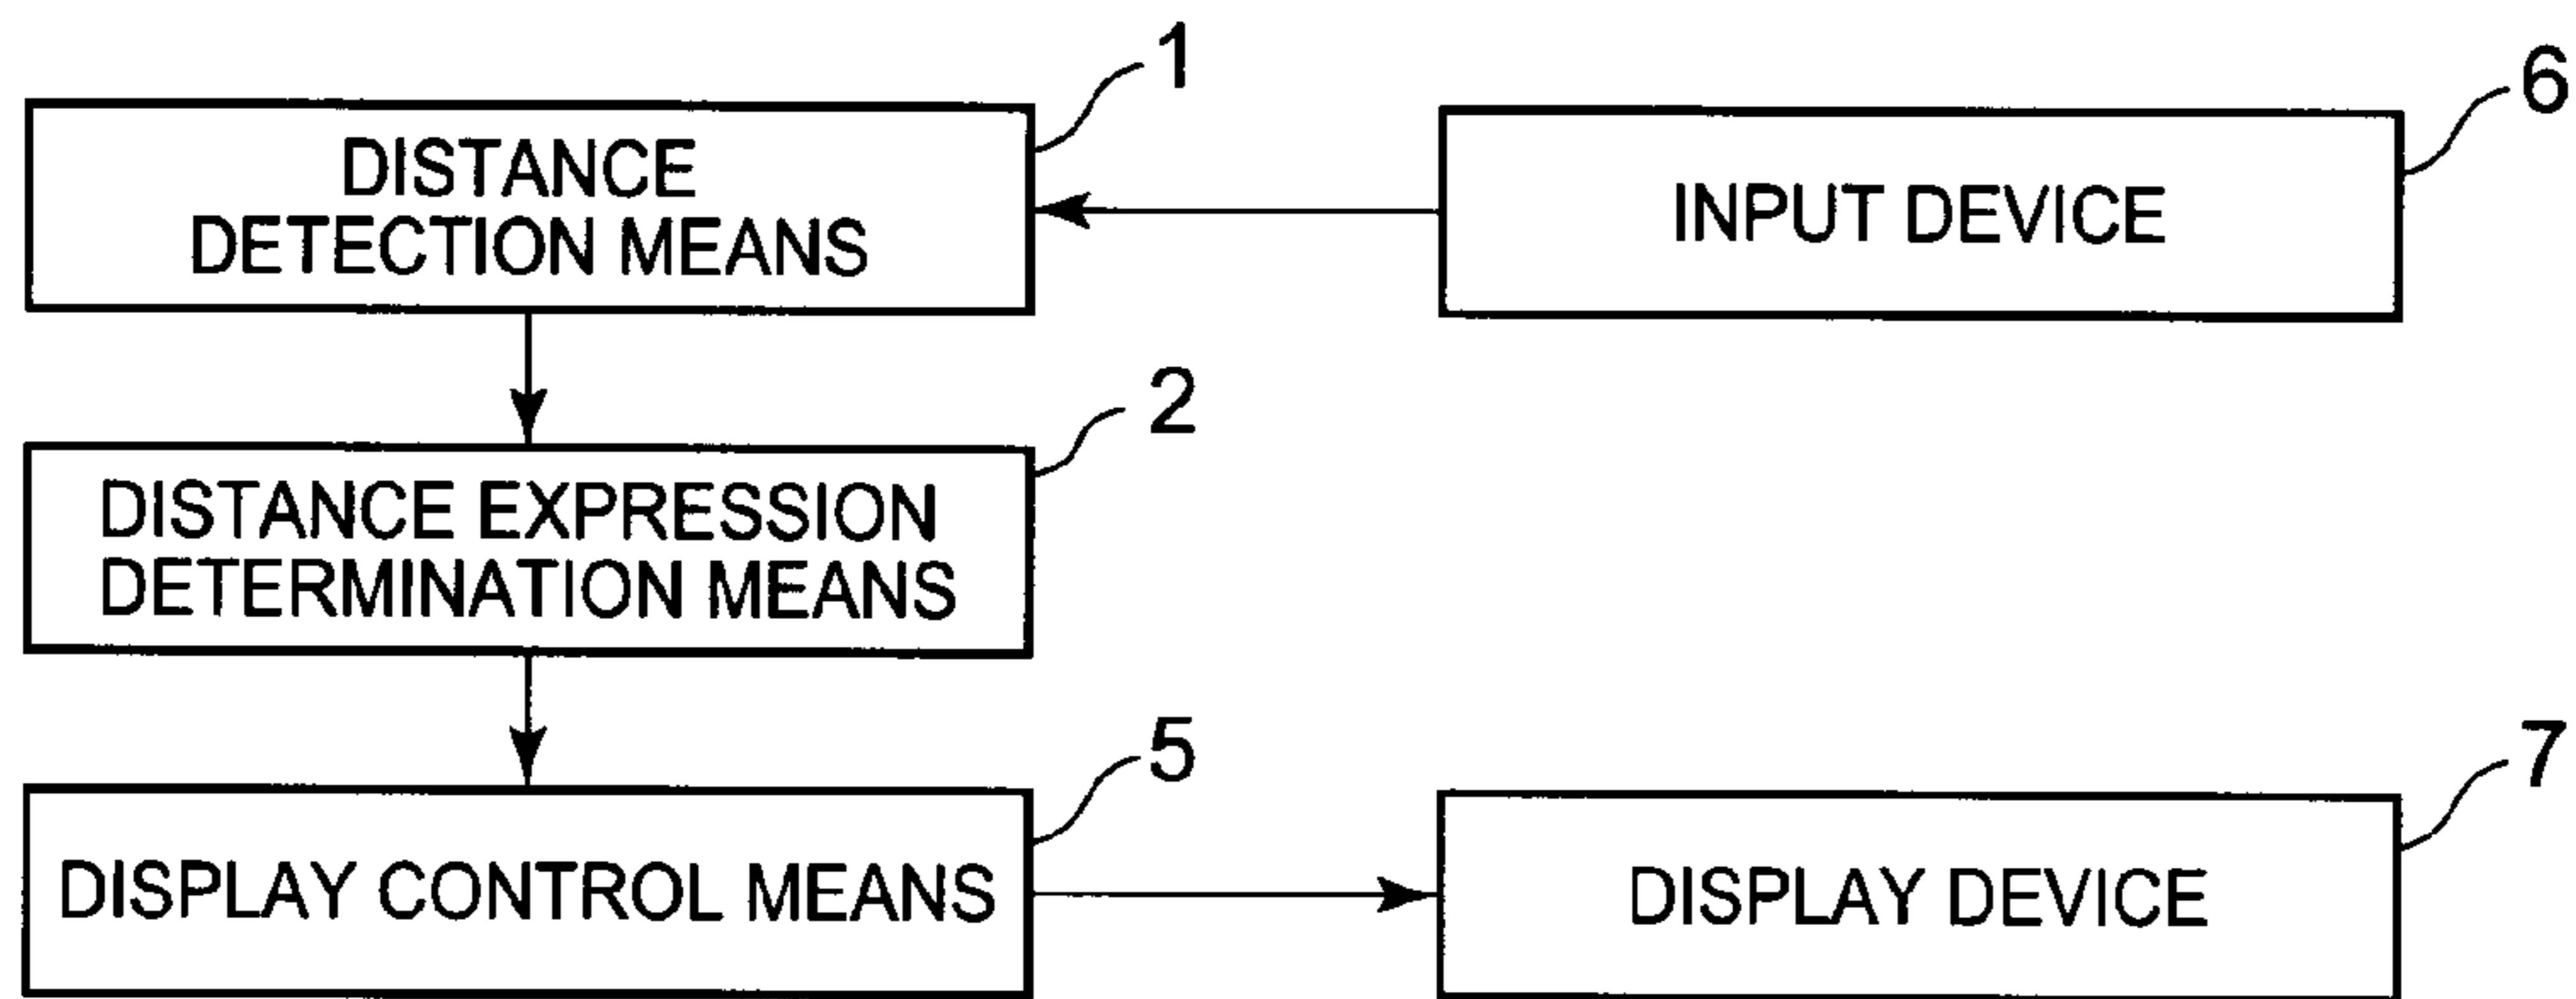 1
6
DISTANCE
DETECTION MEANS
INPUT DEVICE
2
DISTANCE EXPRESSION
DETERMINATION MEANS
5
7
DISPLAY CONTROL MEANS
DISPLAY DEVICE